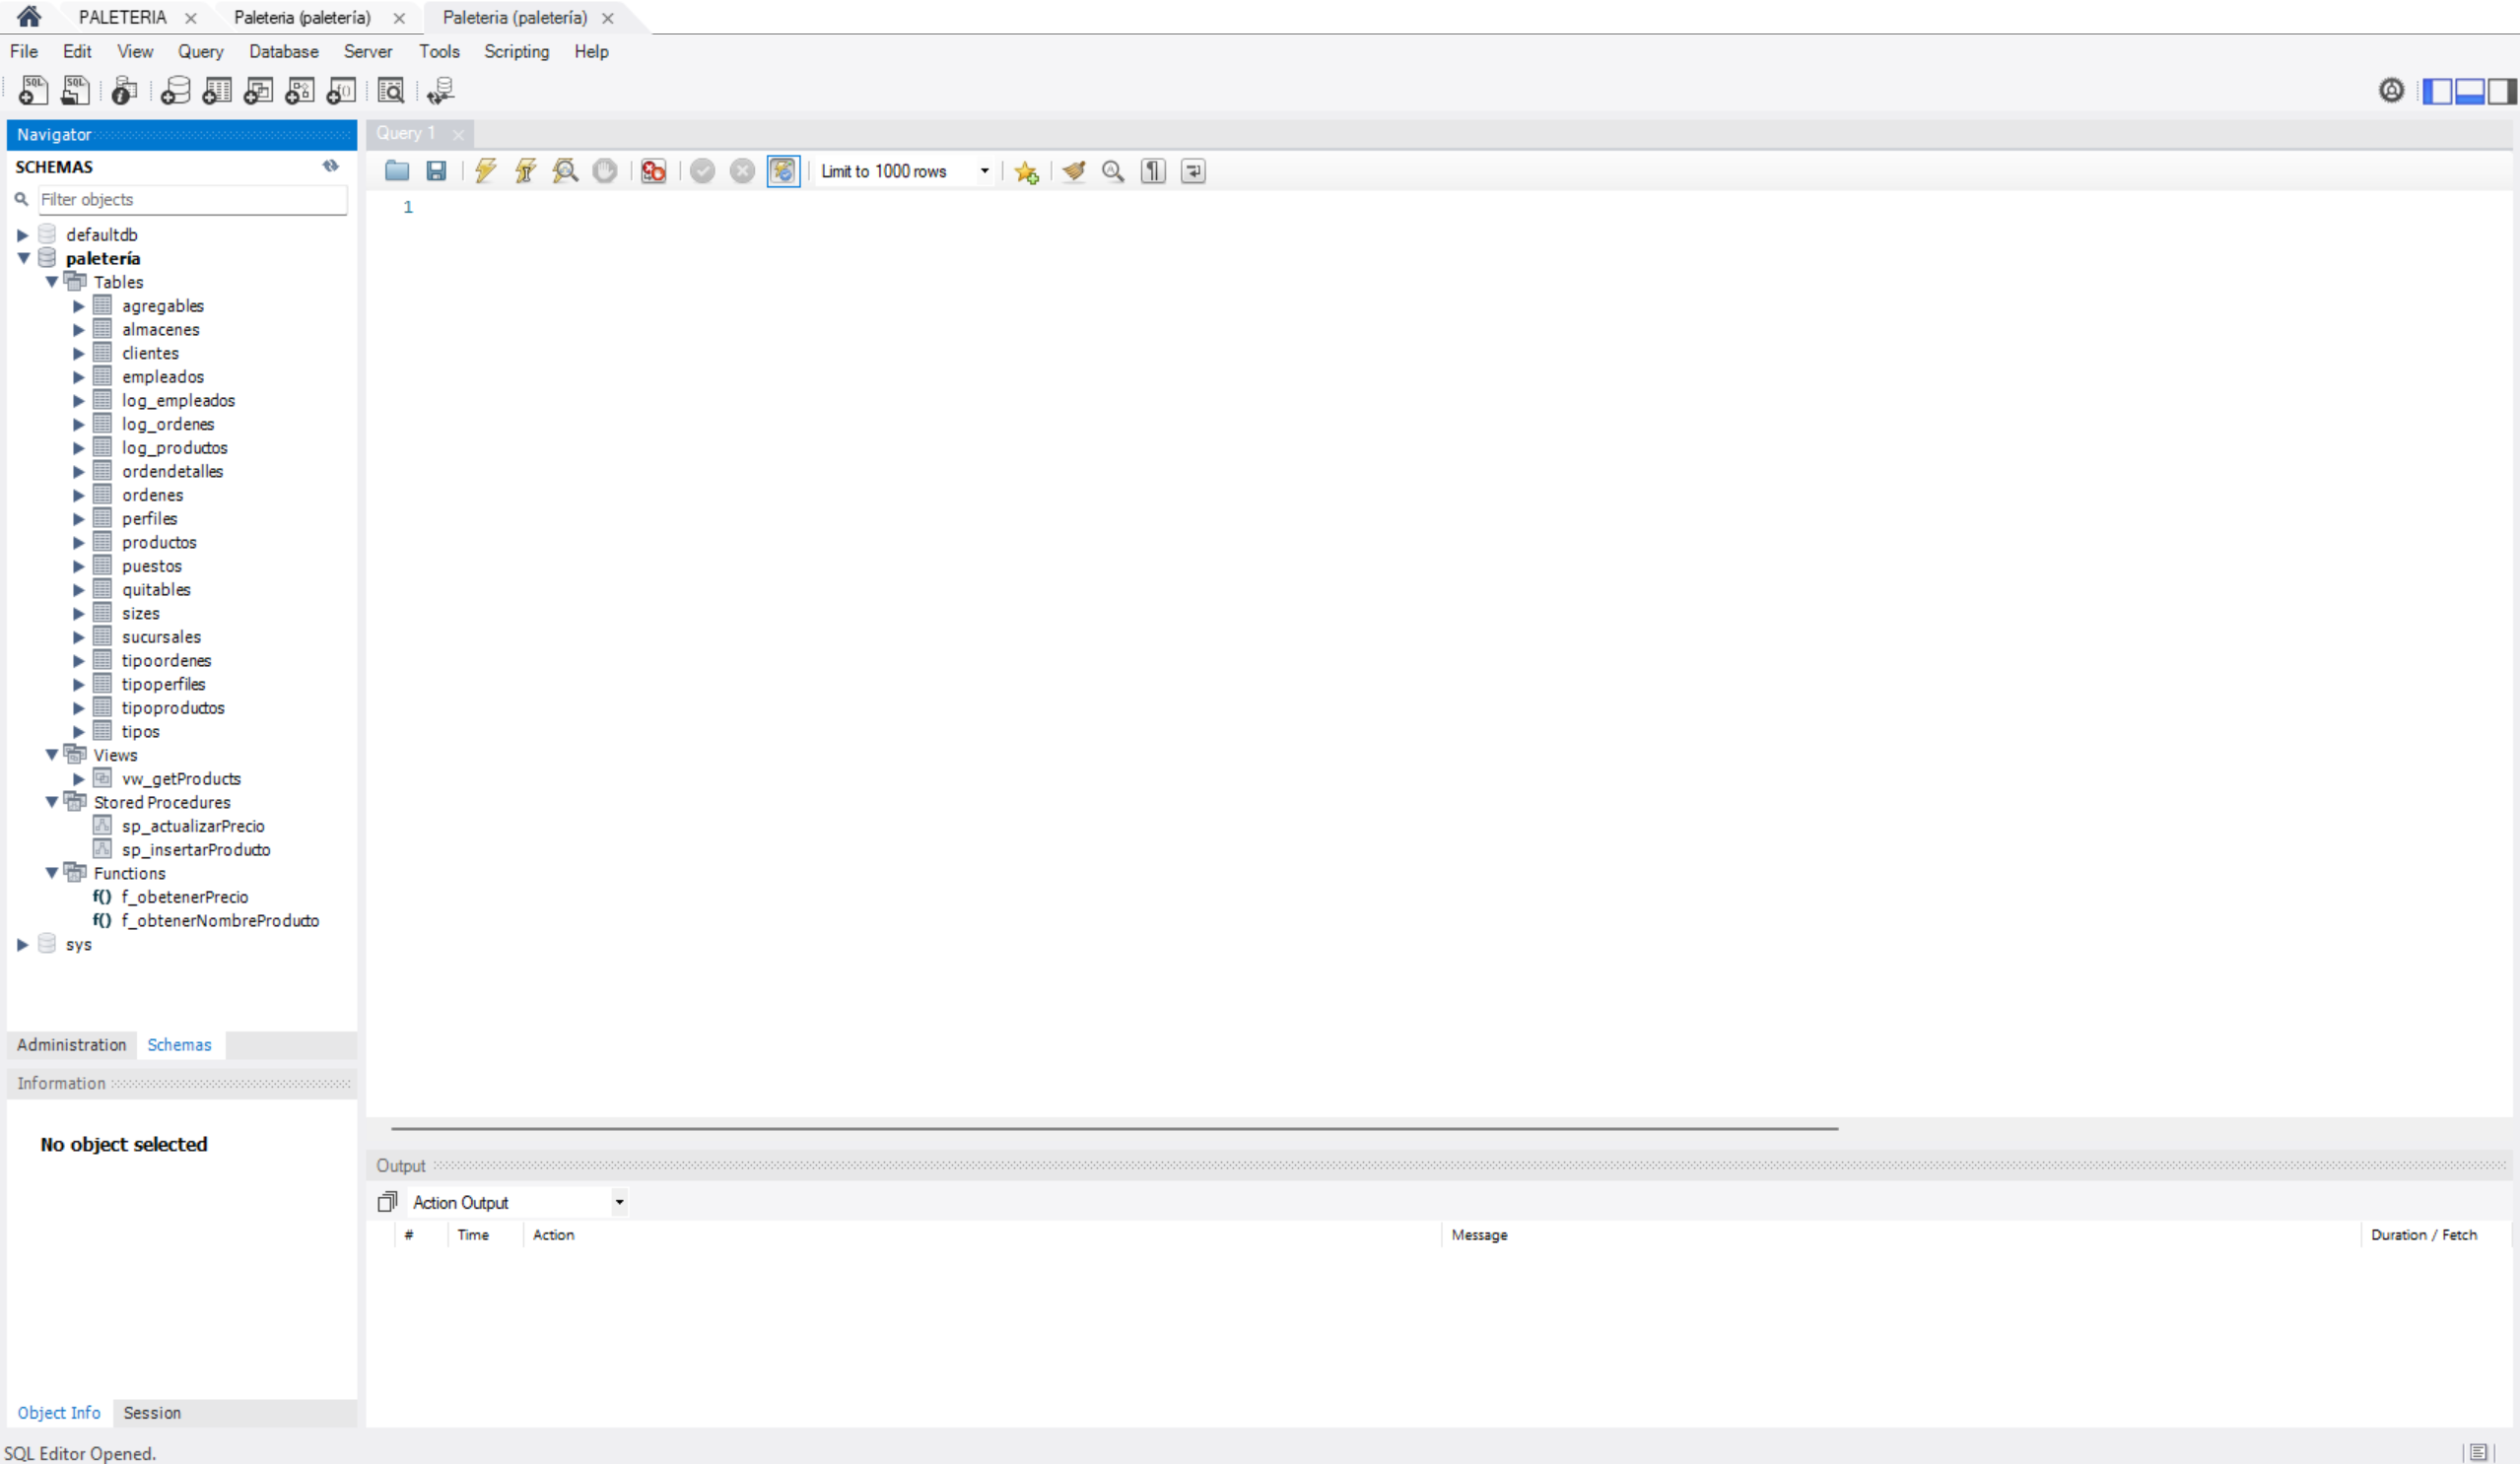 PALETERIA
Paleteria (paletería)
Paleteria (paletería)
File Edit View Query Database Server Tools Scripting Help
Navigator
SCHEMAS
Filter objects
defaultdb
paletería
Tables
agregables
almacenes
clientes
empleados
log_empleados
log_ordenes
log_productos
ordendetalles
ordenes
perfiles
productos
puestos
quitables
sizes
sucursales
tipoordenes
tipoperfiles
tipoproductos
tipos
Views
vw_getProducts
Stored Procedures
sp_actualizarPrecio
sp_insertarProducto
Functions
f() f_obetenerPrecio
f() f_obtenerNombreProducto
sys
Administration Schemas
Information
No object selected
Object Info Session
Query 1
Limit to 1000 rows
1
Output
Action Output
# Time Action Message Duration / Fetch
SQL Editor Opened.